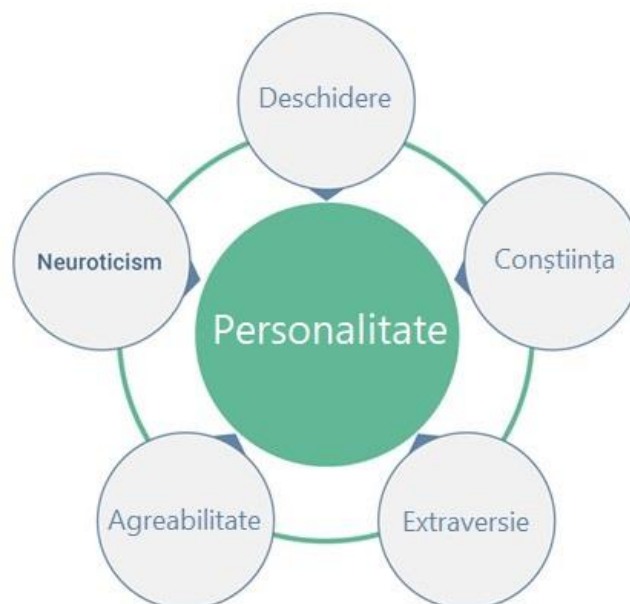 Deschidere
Neuroticism
Conștiința
Personalitate
Agreabilitate
Extraversie